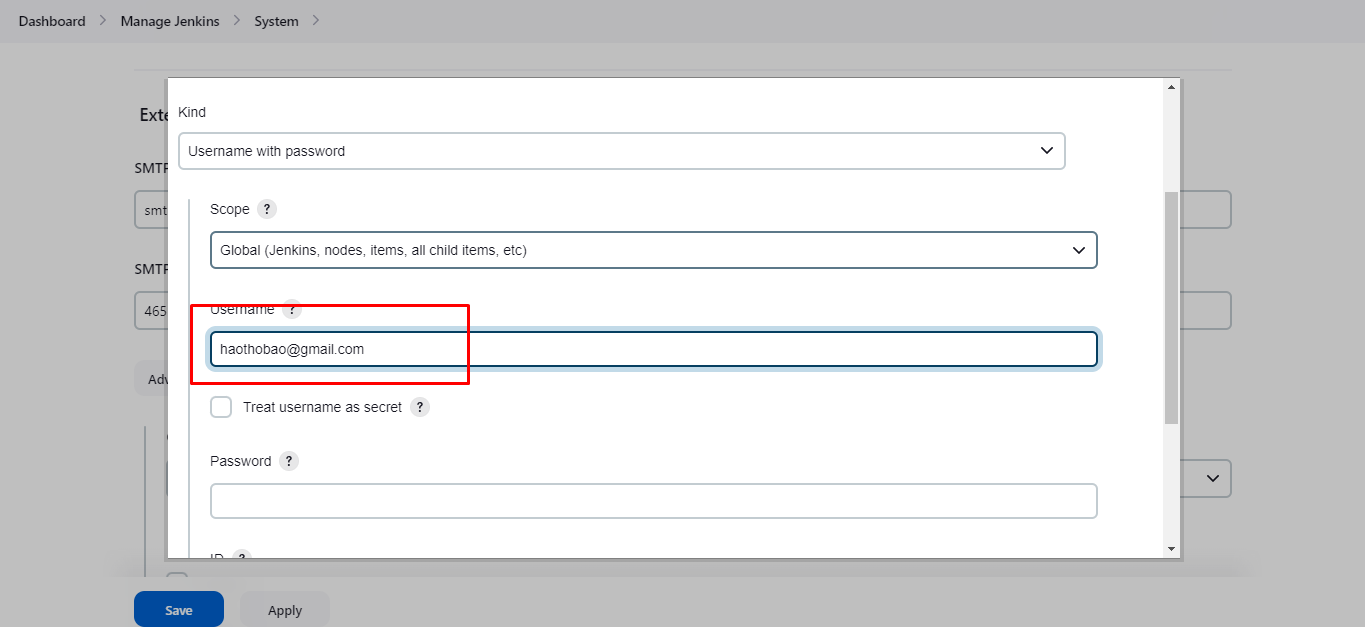 Dashboard > Manage Jenkins > System >
Exte
Kind
Username with password
SMTP
smt
Scope ?
Global (Jenkins, nodes, items, all child items, etc)
SMTP
465
Username ?
haothobao@gmail.com
Adv
Treat username as secret ?
Password ?
ID ?
Save
Apply